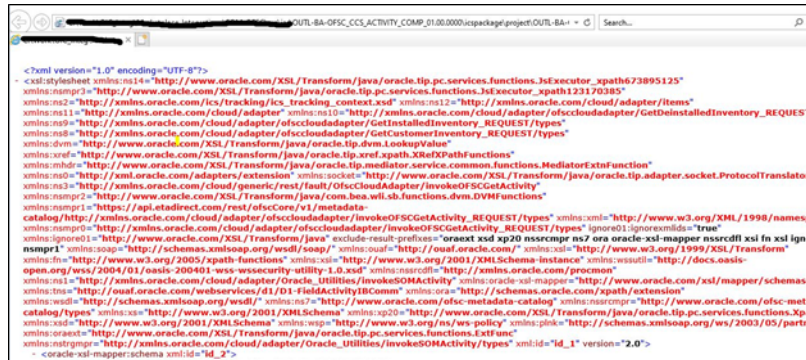 OUTL-BA-OFSC_CCS_ACTIVITY_COMP_01.00.0000\icspackage\project\OUTL-BA-
Search...
<?xml version="1.0" encoding="UTF-8"?>
- <xsl:stylesheet xmlns:ns14="http://www.oracle.com/XSL/Transform/java/oracle.tip.pc.services.functions.JsExecutor_xpath673895125"
xmlns:nsmpr3="http://www.oracle.com/XSL/Transform/java/oracle.tip.pc.services.functions.JsExecutor_xpath123170385"
xmlns:ns2="http://xmlns.oracle.com/ics/tracking/ics_tracking_context.xsd" xmlns:ns12="http://xmlns.oracle.com/cloud/adapter/items"
xmlns:ns11="http://xmlns.oracle.com/cloud/adapter" xmlns:ns10="http://xmlns.oracle.com/cloud/adapter/ofsccloudadapter/GetDeinstalledInventory_REQUES
xmlns:ns9="http://xmlns.oracle.com/cloud/adapter/ofsccloudadapter/GetInstalledInventory_REQUEST/types"
xmlns:ns8="http://xmlns.oracle.com/cloud/adapter/ofsccloudadapter/GetCustomerInventory_REQUEST/types"
xmlns:dvm="http://www.oracle.com/XSL/Transform/java/oracle.tip.dvm.LookupValue"
xmlns:xref="http://www.oracle.com/XSL/Transform/java/oracle.tip.xref.xpath.XRefXPathFunctions"
xmlns:mhdr="http://www.oracle.com/XSL/Transform/java/oracle.tip.mediator.service.common.functions.MediatorExtnFunction"
xmlns:ns0="http://xml.oracle.com/adapters/extension" xmlns:socket="http://www.oracle.com/XSL/Transform/java/oracle.tip.adapter.socket.ProtocolTranslato
xmlns:ns3="http://xmlns.oracle.com/cloud/generic/rest/fault/OfscCloudAdapter/invokeOFSCGetActivity"
xmlns:nsmpr2="http://www.oracle.com/XSL/Transform/java/com.bea.wli.sb.functions.dvm.DVMFunctions"
xmlns:nsmpr1="https://api.etadirect.com/rest/ofscCore/v1/metadata-
catalog/http://xmlns.oracle.com/cloud/adapter/ofsccloudadapter/invokeOFSCGetActivity_REQUEST/types" xmlns:xml="http://www.w3.org/XML/1998/names
xmlns:nsmpr0="http://xmlns.oracle.com/cloud/adapter/ofsccloudadapter/invokeOFSCGetActivity_REQUEST/types" ignore01:ignorexmlids="true"
xmlns:ignore01="http://www.oracle.com/XSL/Transform/java" exclude-result-prefixes="oraext xsd xp20 nssrcmpr ns7 ora oracle-xsl-mapper nssrcdfl xsi fn xsl ign
nsmpr1" xmlns:soap="http://schemas.xmlsoap.org/wsdl/soap/" xmlns:ouaf="http://ouaf.oracle.com/" xmlns:xsl="http://www.w3.org/1999/XSL/Transform"
xmlns:fn="http://www.w3.org/2005/xpath-functions" xmlns:xsi="http://www.w3.org/2001/XMLSchema-instance" xmlns:wssutil="http://docs.oasis-
open.org/wss/2004/01/oasis-200401-wss-wssecurity-utility-1.0.xsd" xmlns:nssrcdfl="http://xmlns.oracle.com/procmon"
xmlns:ns1="http://xmlns.oracle.com/cloud/adapter/Oracle_Utilities/invokeSOMActivity" xmlns:oracle-xsl-mapper="http://www.oracle.com/xsl/mapper/schemas
xmlns:tns="http://ouaf.oracle.com/webservices/d1/D1-FieldActivityIBComm" xmlns:ora="http://schemas.oracle.com/xpath/extension"
xmlns:wsdl="http://schemas.xmlsoap.org/wsdl/" xmlns:ns7="http://www.oracle.com/ofsc-metadata-catalog" xmlns:nssrcmpr="http://www.oracle.com/ofsc-met
catalog/types" xmlns:xs="http://www.w3.org/2001/XMLSchema" xmlns:xp20="http://www.oracle.com/XSL/Transform/java/oracle.tip.pc.services.functions.Xp
xmlns:xsd="http://www.w3.org/2001/XMLSchema" xmlns:wsp="http://www.w3.org/ns/ws-policy" xmlns:plnk="http://schemas.xmlsoap.org/ws/2003/05/part
xmlns:oraext="http://www.oracle.com/XSL/Transform/java/oracle.tip.pc.services.functions.ExtFunc"
xmlns:nstrgmpr="http://xmlns.oracle.com/cloud/adapter/Oracle_Utilities/invokeSOMActivity/types" xml:id="id_1" version="2.0">
- <oracle-xsl-mapper:schema xml:id="id_2">